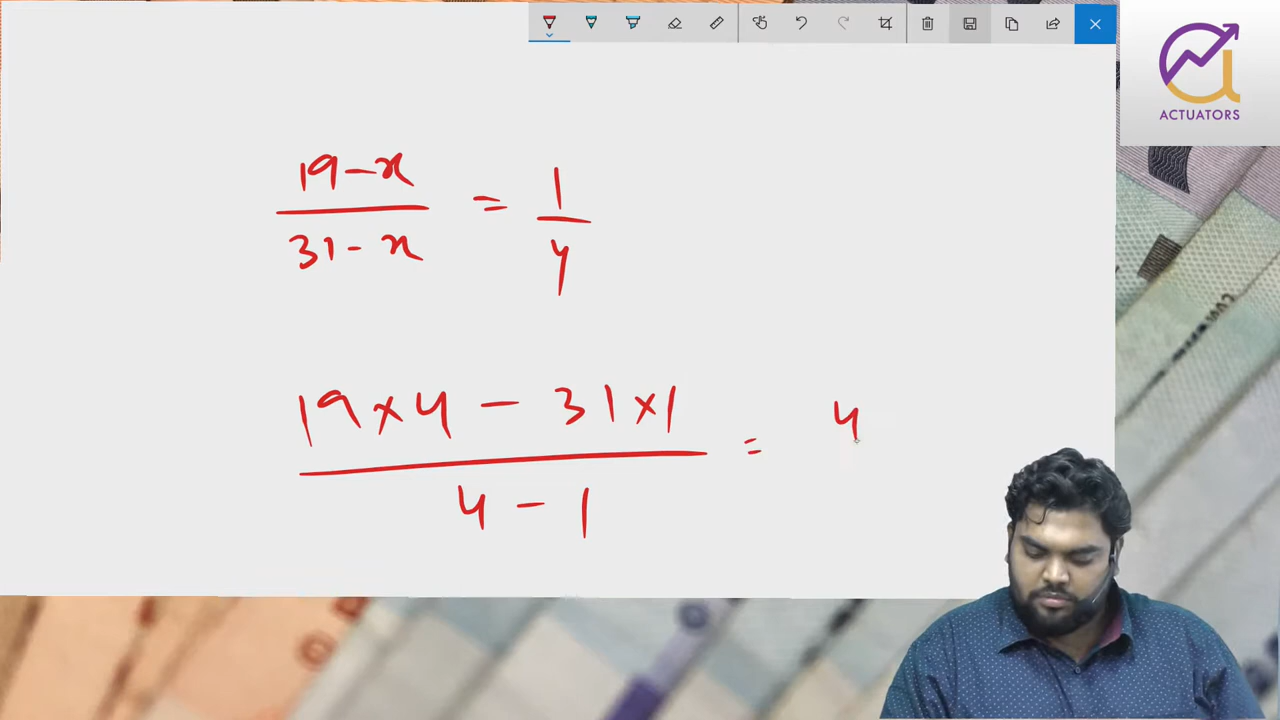 ACTUATORS
19-x
31-x
=
1
4
19×4 - 31×1
4-1
=
4